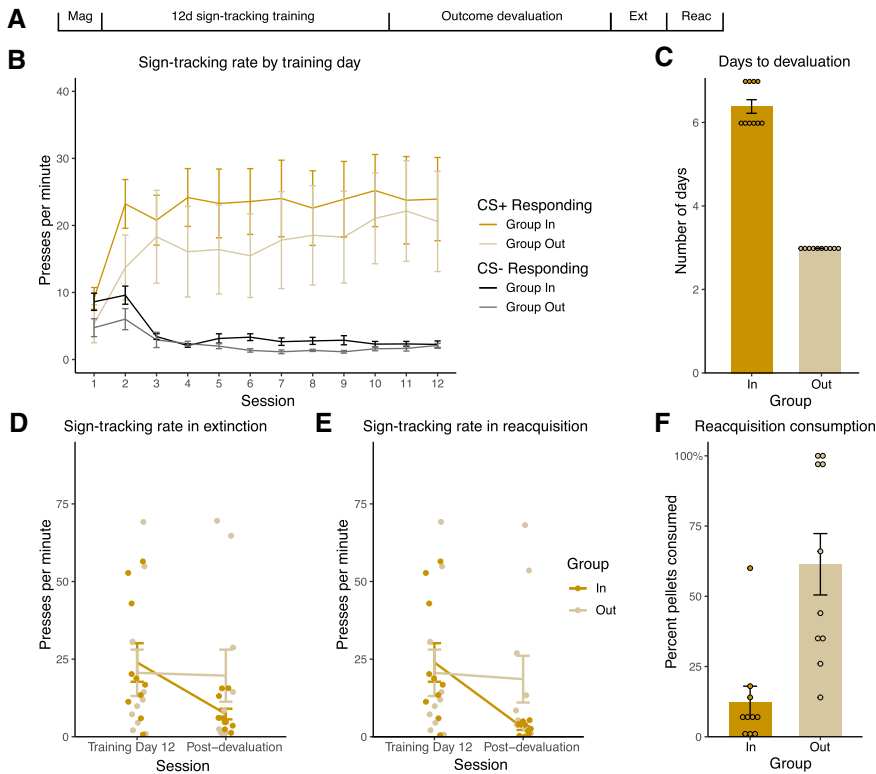 A
Mag
12d sign-tracking training
Outcome devaluation
Ext
Reac
B
Sign-tracking rate by training day
Presses per minute
40
30
20
10
0
1 2 3 4 5 6 7 8 9 10 11 12
Session
CS+ Responding
Group In
Group Out
CS- Responding
Group In
Group Out
C
Days to devaluation
Number of days
6
4
2
0
In Out
Group
D
Sign-tracking rate in extinction
Presses per minute
75
50
25
0
Training Day 12 Post–devaluation
Session
E
Sign-tracking rate in reacquisition
Presses per minute
75
50
25
0
Training Day 12 Post–devaluation
Session
Group
In
Out
F
Reacquisition consumption
Percent pellets consumed
100%
75
50
25
0
In Out
Group